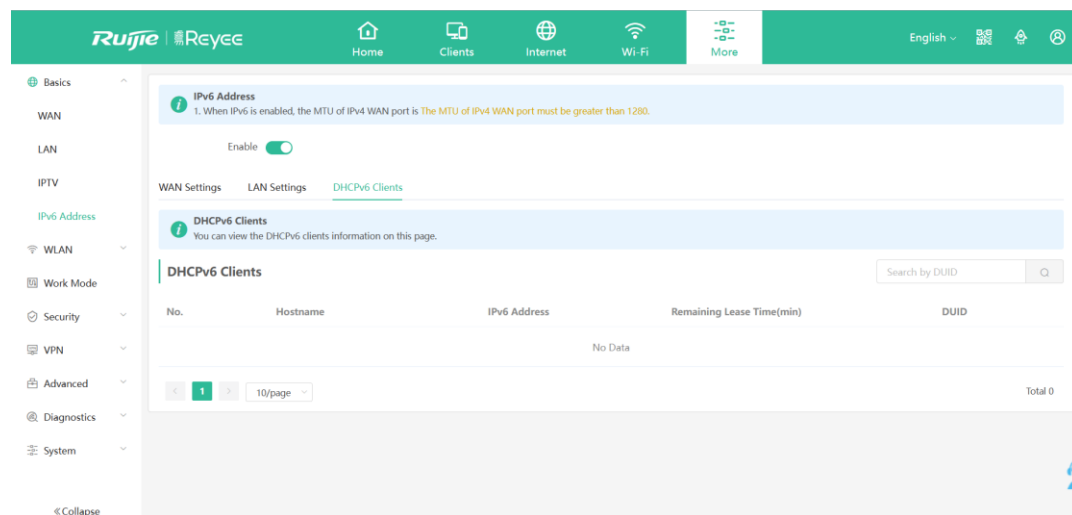 Ruijie Reyee
Home
Clients
Internet
Wi-Fi
More
English
Basics
WAN
LAN
IPTV
IPv6 Address
WLAN
Work Mode
Security
VPN
Advanced
Diagnostics
System
Collapse
IPv6 Address
1. When IPv6 is enabled, the MTU of IPv4 WAN port is The MTU of IPv4 WAN port must be greater than 1280.
Enable
WAN Settings LAN Settings DHCPv6 Clients
DHCPv6 Clients
You can view the DHCPv6 clients information on this page.
DHCPv6 Clients
Search by DUID
No. Hostname IPv6 Address Remaining Lease Time(min) DUID
No Data
< 1 > 10/page
Total 0